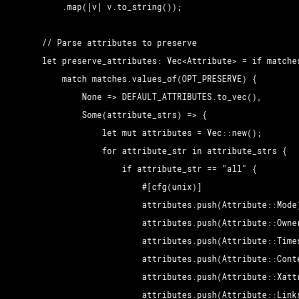 .map(|v| v.to_string());
// Parse attributes to preserve
let preserve_attributes: Vec<Attribute> = if matches
match matches.values_of(OPT_PRESERVE) {
None => DEFAULT_ATTRIBUTES.to_vec(),
Some(attribute_strs) => {
let mut attributes = Vec::new();
for attribute_str in attribute_strs {
if attribute_str == "all" {
#[cfg(unix)]
attributes.push(Attribute::Mode
attributes.push(Attribute::Owne
attributes.push(Attribute::Times
attributes.push(Attribute::Conte
attributes.push(Attribute::Xattr
attributes.push(Attribute::Links